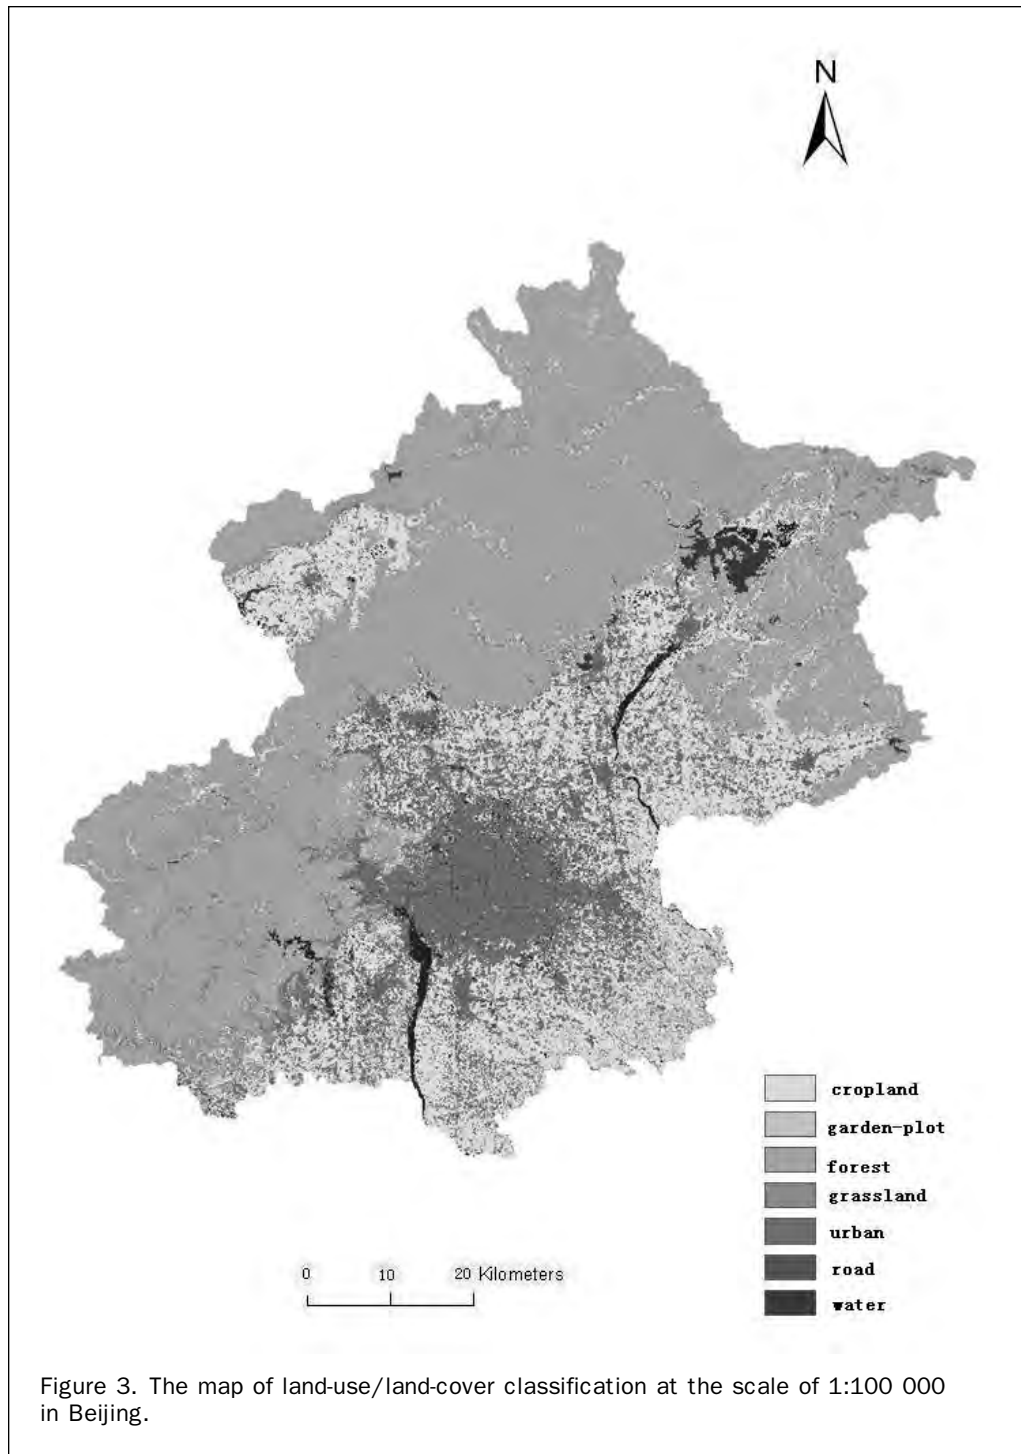 N
cropland
garden-plot
forest
grassland
urban
road
water
0 10 20 Kilometers
Figure 3. The map of land-use/land-cover classification at the scale of 1:100 000
in Beijing.